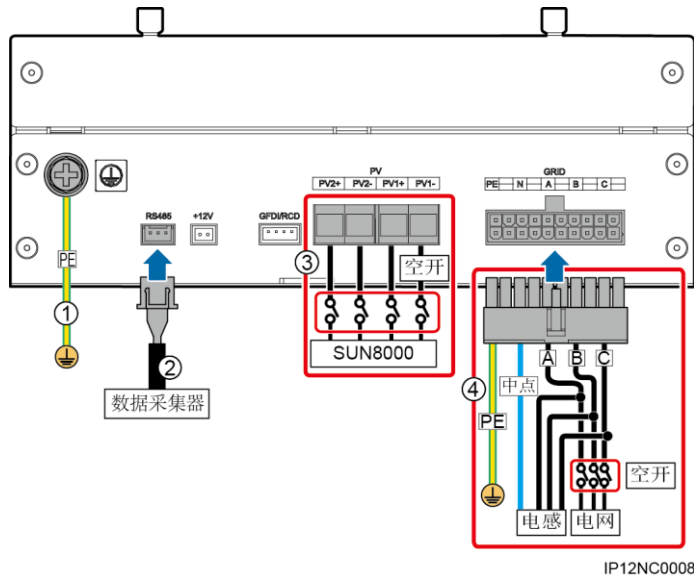 PV
GRID
PV2+ PV2- PV1+ PV1-
PE N A B C
RS485 +12V GFDI/RCD
PE
③
空开
①
SUN8000
②
数据采集器
A B C
④
中点
PE
空开
电感 电网
IP12NC0008